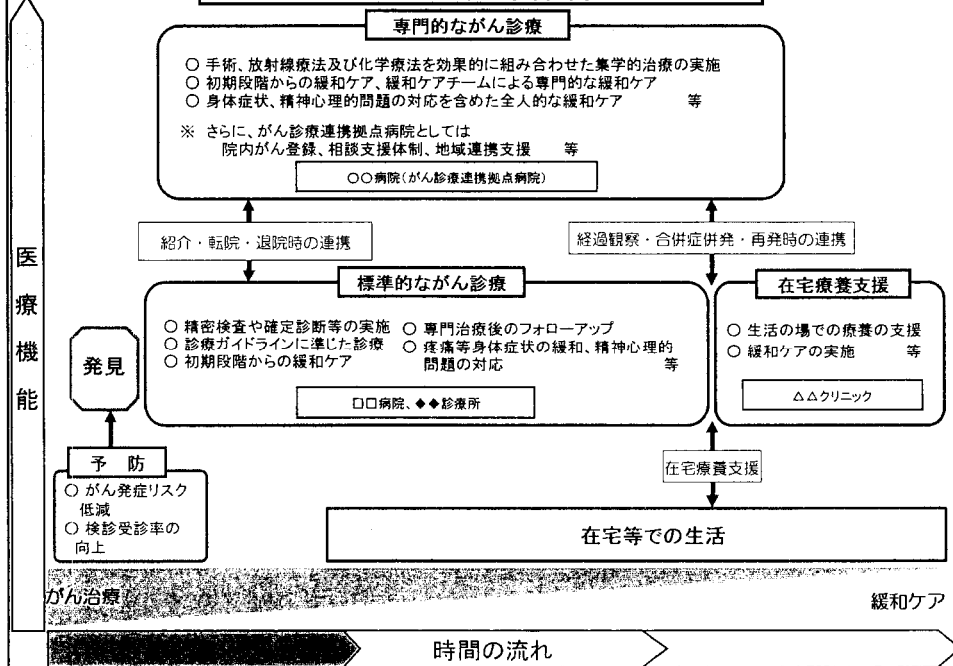 専門的ながん診療
○ 手術、放射線療法及び化学療法を効果的に組み合わせた集学的治療の実施
○ 初期段階からの緩和ケア、緩和ケアチームによる専門的な緩和ケア
○ 身体症状、精神心理的問題の対応を含めた全人的な緩和ケア 等
※ さらに、がん診療連携拠点病院としては
院内がん登録、相談支援体制、地域連携支援 等
○○病院(がん診療連携拠点病院)
紹介・転院・退院時の連携
経過観察・合併症併発・再発時の連携
医療機能
標準的ながん診療
○ 精密検査や確定診断等の実施
○ 診療ガイドラインに準じた診療
○ 初期段階からの緩和ケア
○ 専門治療後のフォローアップ
○ 疼痛等身体症状の緩和、精神心理的
問題の対応 等
□□病院、◆◆診療所
在宅療養支援
○ 生活の場での療養の支援
○ 緩和ケアの実施 等
△△クリニック
発見
予 防
○ がん発症リスク
低減
○ 検診受診率の
向上
在宅療養支援
在宅等での生活
がん治療
緩和ケア
時間の流れ